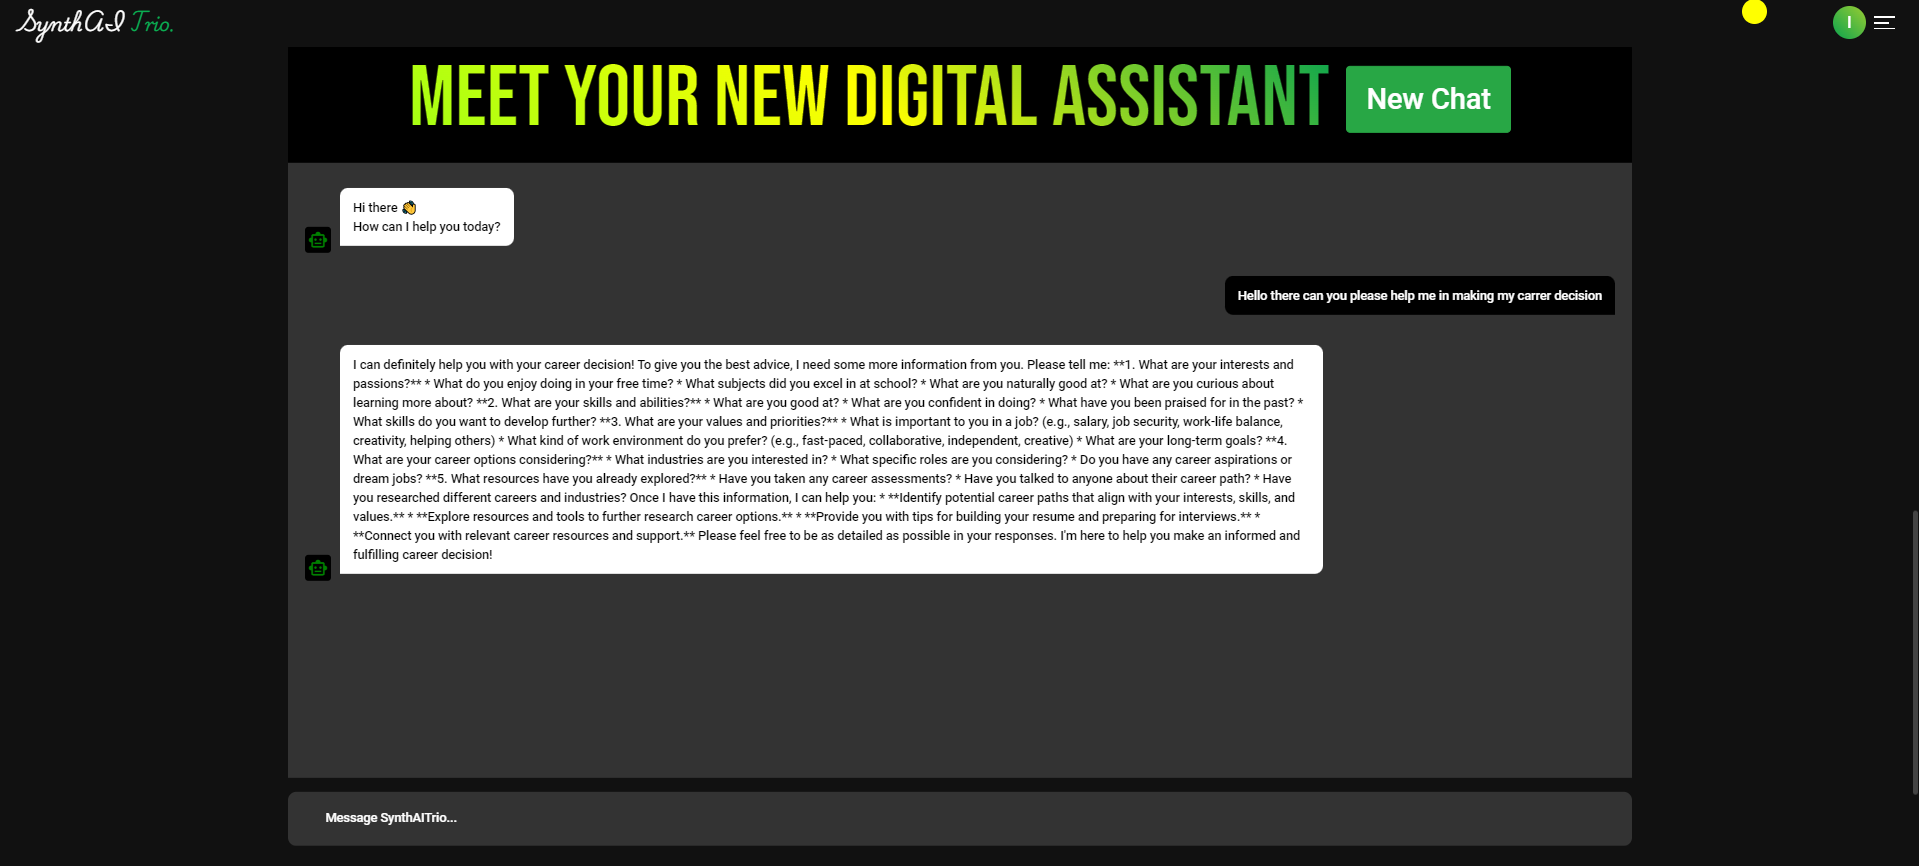 SynthAI Trio.
I
MEET YOUR NEW DIGITAL ASSISTANT
New Chat
Hi there 👋
How can I help you today?
Hello there can you please help me in making my carrer decision
I can definitely help you with your career decision! To give you the best advice, I need some more information from you. Please tell me: **1. What are your interests and
passions?** * What do you enjoy doing in your free time? * What subjects did you excel in at school? * What are you naturally good at? * What are you curious about
learning more about? **2. What are your skills and abilities?** * What are you good at? * What are you confident in doing? * What have you been praised for in the past? *
What skills do you want to develop further? **3. What are your values and priorities?** * What is important to you in a job? (e.g., salary, job security, work-life balance,
creativity, helping others) * What kind of work environment do you prefer? (e.g., fast-paced, collaborative, independent, creative) * What are your long-term goals? **4.
What are your career options considering?** * What industries are you interested in? * What specific roles are you considering? * Do you have any career aspirations or
dream jobs? **5. What resources have you already explored?** * Have you taken any career assessments? * Have you talked to anyone about their career path? * Have
you researched different careers and industries? Once I have this information, I can help you: * **Identify potential career paths that align with your interests, skills, and
values.** * **Explore resources and tools to further research career options.** * **Provide you with tips for building your resume and preparing for interviews.** *
**Connect you with relevant career resources and support.** Please feel free to be as detailed as possible in your responses. I'm here to help you make an informed and
fulfilling career decision!
Message SynthAITrio...